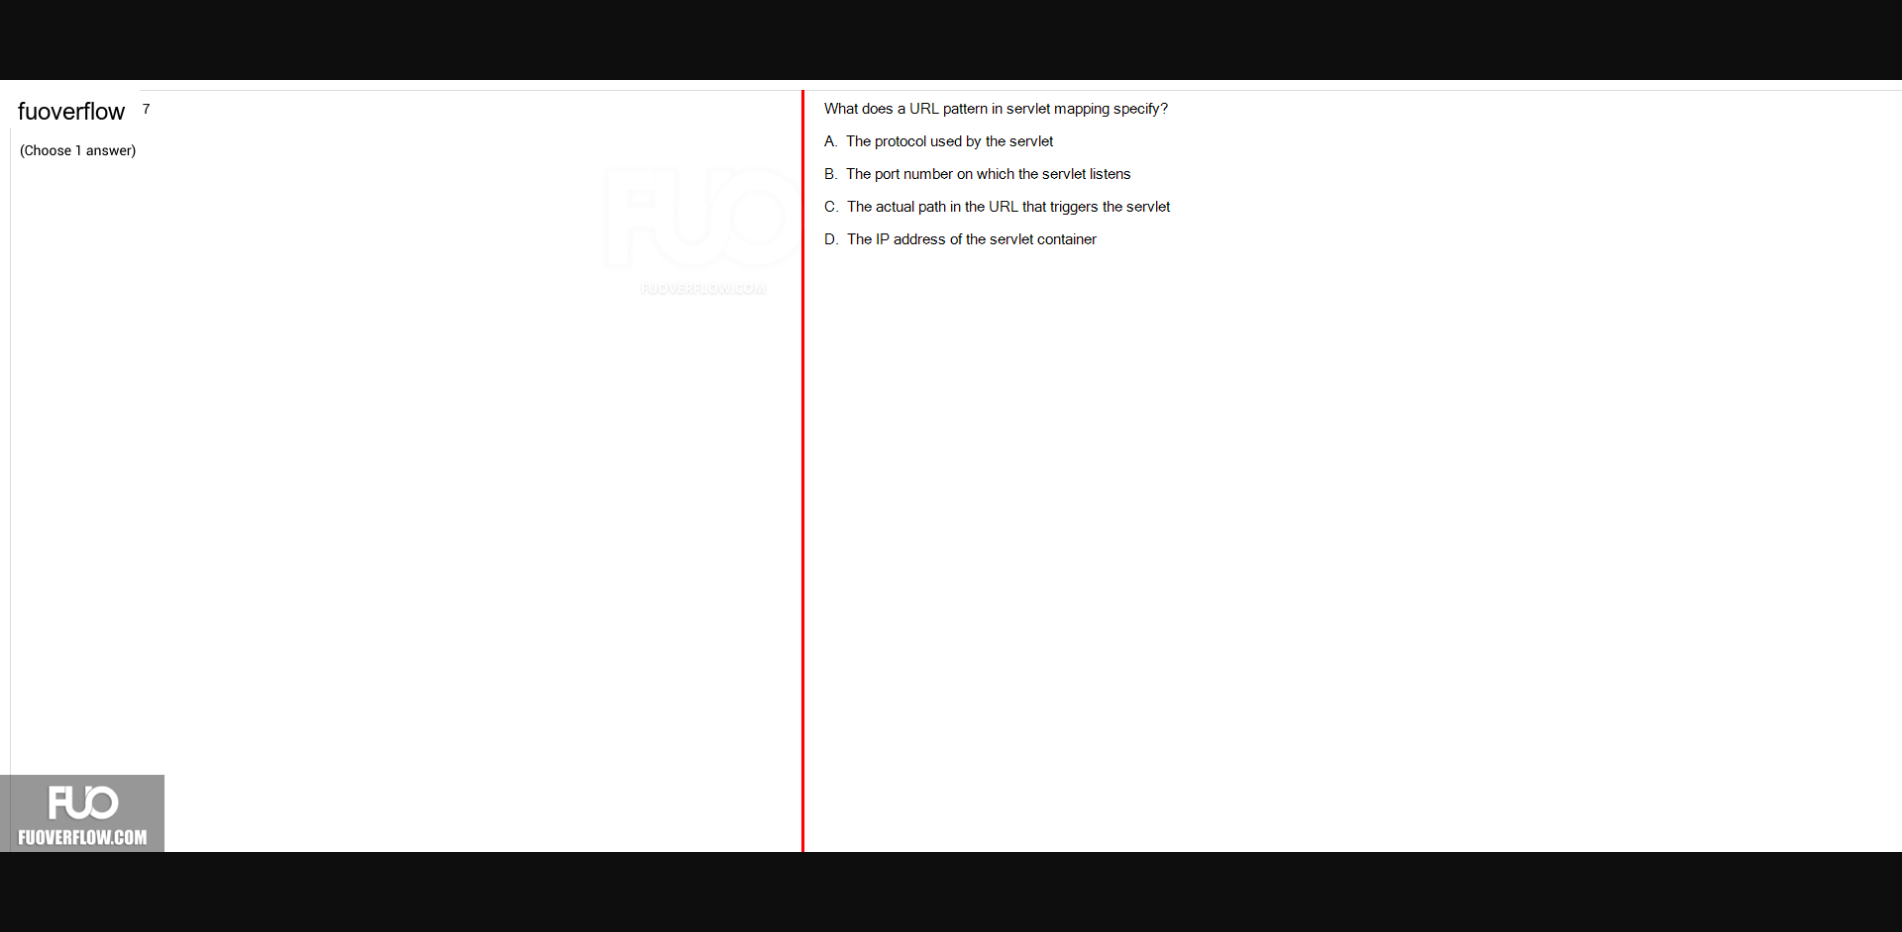 fuoverflow 7
(Choose 1 answer)
What does a URL pattern in servlet mapping specify?
A. The protocol used by the servlet
B. The port number on which the servlet listens
C. The actual path in the URL that triggers the servlet
D. The IP address of the servlet container
FUO
FUOVERFLOW.COM
FUO
FUOVERFLOW.COM